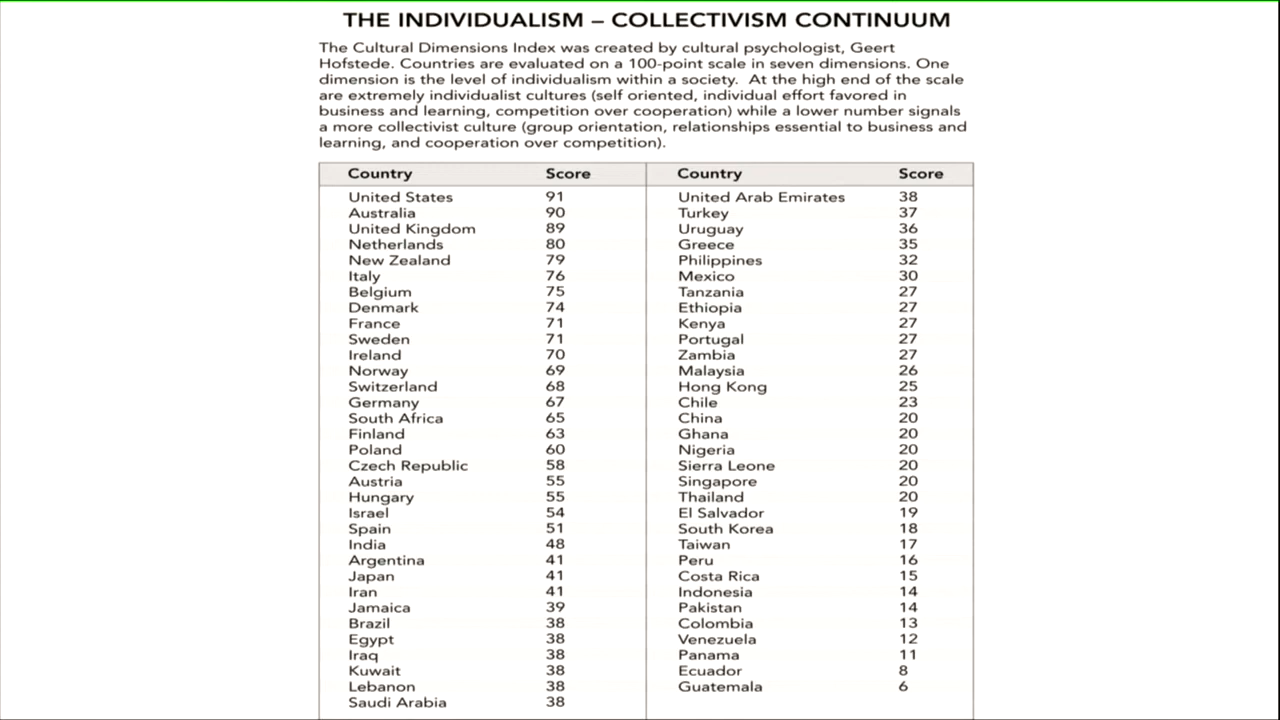 THE INDIVIDUALISM – COLLECTIVISM CONTINUUM
The Cultural Dimensions Index was created by cultural psychologist, Geert
Hofstede. Countries are evaluated on a 100-point scale in seven dimensions. One
dimension is the level of individualism within a society. At the high end of the scale
are extremely individualist cultures (self oriented, individual effort favored in
business and learning, competition over cooperation) while a lower number signals
a more collectivist culture (group orientation, relationships essential to business and
learning, and cooperation over competition).
Country Score Country Score
United States 91 United Arab Emirates 38
Australia 90 Turkey 37
United Kingdom 89 Uruguay 36
Netherlands 80 Greece 35
New Zealand 79 Philippines 32
Italy 76 Mexico 30
Belgium 75 Tanzania 27
Denmark 74 Ethiopia 27
France 71 Kenya 27
Sweden 71 Portugal 27
Ireland 70 Zambia 27
Norway 69 Malaysia 26
Switzerland 68 Hong Kong 25
Germany 67 Chile 23
South Africa 65 China 20
Finland 63 Ghana 20
Poland 60 Nigeria 20
Czech Republic 58 Sierra Leone 20
Austria 55 Singapore 20
Hungary 55 Thailand 20
Israel 54 El Salvador 19
Spain 51 South Korea 18
India 48 Taiwan 17
Argentina 41 Peru 16
Japan 41 Costa Rica 15
Iran 41 Indonesia 14
Jamaica 39 Pakistan 14
Brazil 38 Colombia 13
Egypt 38 Venezuela 12
Iraq 38 Panama 11
Kuwait 38 Ecuador 8
Lebanon 38 Guatemala 6
Saudi Arabia 38